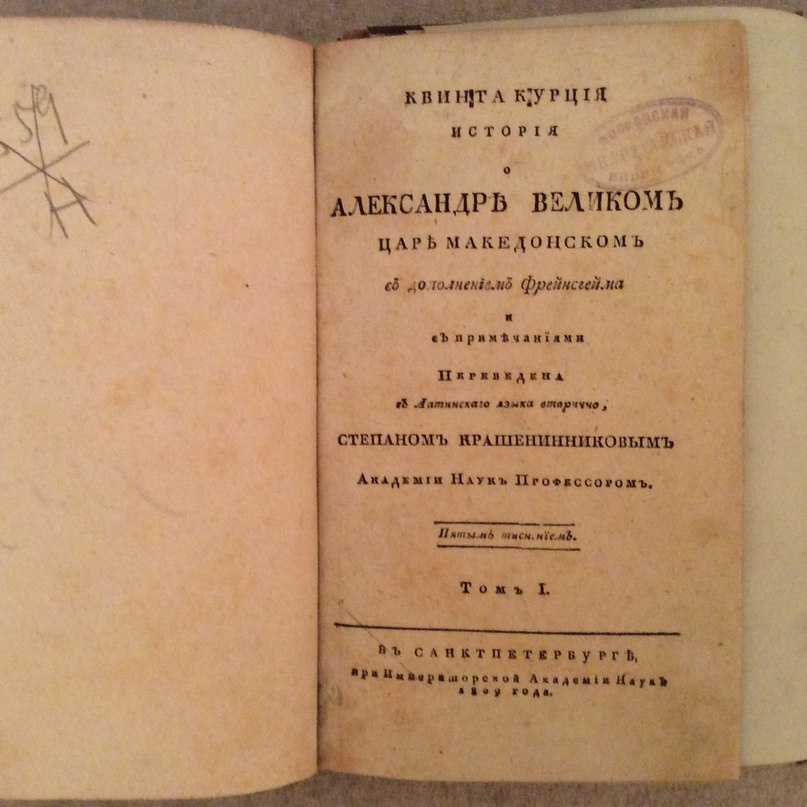 59
КВИНТА КУРЦІЯ
ИСТОРІЯ
О
АЛЕКСАНДРѢ ВЕЛИКОМЪ
ЦАРѢ МАКЕДОНСКОМЪ
съ дополненіемъ Фрейнсгейма
и
съ примѣчаніями
ПЕРЕВЕДЕНА
съ Латинскаго языка вторично,
СТЕПАНОМЪ КРАШЕНИННИКОВЫМЪ
АКАДЕМІИ НАУКЪ ПРОФЕССОРОМЪ.
Пятымъ тисненіемъ.
Томъ I.
ВЪ САНКТПЕТЕРБУРГѢ,
при Императорской Академіи Наукъ
1809 года.